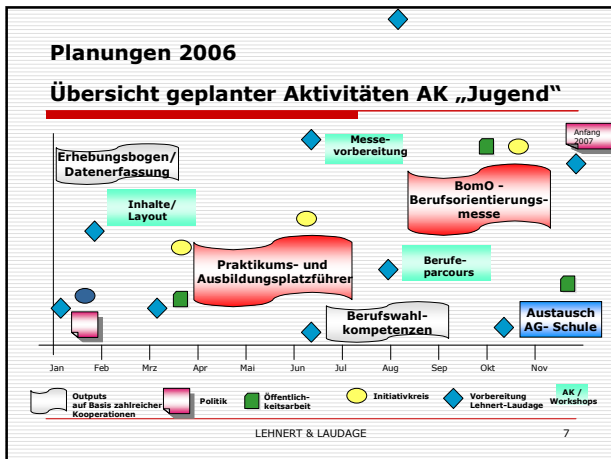 Planungen 2006
Übersicht geplanter Aktivitäten AK „Jugend“
Erhebungsbogen/
Datenerfassung
Messe-
vorbereitung
Anfang
2007
BomO -
Berufsorientierungs-
messe
Inhalte/
Layout
Praktikums- und
Ausbildungsplatzführer
Berufe-
parcours
Berufswahl-
kompetenzen
Austausch
AG- Schule
Jan Feb Mrz Apr Mai Jun Jul Aug Sep Okt Nov
Outputs
auf Basis zahlreicher
Kooperationen
Politik
Öffentlich-
keitsarbeit
Initiativkreis
Vorbereitung
Lehnert-Laudage
AK /
Workshops
LEHNERT & LAUDAGE 7